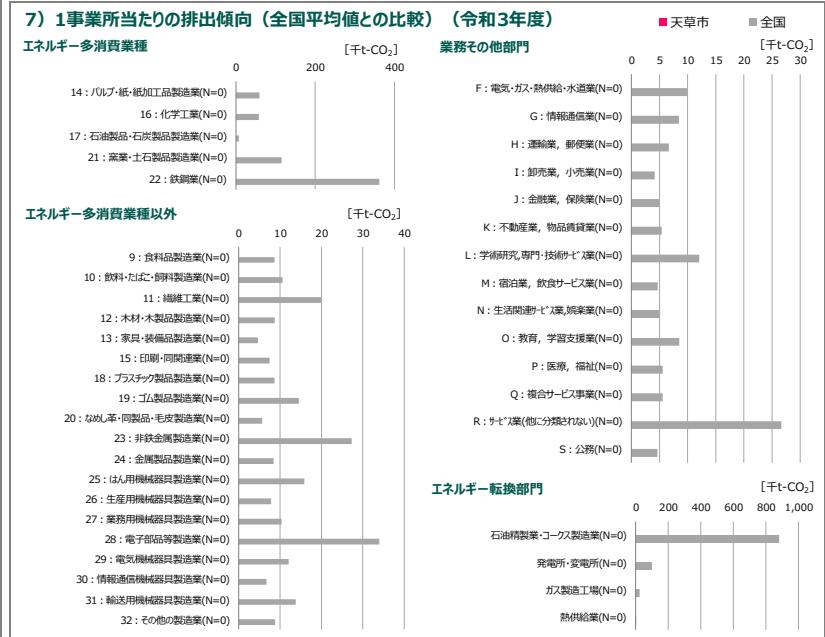 7）1事業所当たりの排出傾向（全国平均値との比較）（令和3年度）
■天草市 ■全国
エネルギー多消費業種
[千t-CO₂]
0 200 400
14：パルプ・紙・紙加工品製造業(N=0)
16：化学工業(N=0)
17：石油製品・石炭製品製造業(N=0)
21：窯業・土石製品製造業(N=0)
22：鉄鋼業(N=0)
エネルギー多消費業種以外
[千t-CO₂]
0 10 20 30 40
9：食料品製造業(N=0)
10：飲料・たばこ・飼料製造業(N=0)
11：繊維工業(N=0)
12：木材・木製品製造業(N=0)
13：家具・装備品製造業(N=0)
15：印刷・同関連業(N=0)
18：プラスチック製品製造業(N=0)
19：ゴム製品製造業(N=0)
20：なめし革・同製品・毛皮製造業(N=0)
23：非鉄金属製造業(N=0)
24：金属製品製造業(N=0)
25：はん用機械器具製造業(N=0)
26：生産用機械器具製造業(N=0)
27：業務用機械器具製造業(N=0)
28：電子部品等製造業(N=0)
29：電気機械器具製造業(N=0)
30：情報通信機械器具製造業(N=0)
31：輸送用機械器具製造業(N=0)
32：その他の製造業(N=0)
業務その他部門
[千t-CO₂]
0 5 10 15 20 25 30
F：電気・ガス・熱供給・水道業(N=0)
G：情報通信業(N=0)
H：運輸業，郵便業(N=0)
I：卸売業，小売業(N=0)
J：金融業，保険業(N=0)
K：不動産業，物品賃貸業(N=0)
L：学術研究,専門・技術ｻｰﾋﾞｽ業(N=0)
M：宿泊業，飲食サービス業(N=0)
N：生活関連ｻｰﾋﾞｽ業,娯楽業(N=0)
O：教育，学習支援業(N=0)
P：医療，福祉(N=0)
Q：複合サービス事業(N=0)
R：ｻｰﾋﾞｽ業(他に分類されない)(N=0)
S：公務(N=0)
エネルギー転換部門
[千t-CO₂]
0 200 400 600 800 1,000
石油精製業・コークス製造業(N=0)
発電所・変電所(N=0)
ガス製造工場(N=0)
熱供給業(N=0)